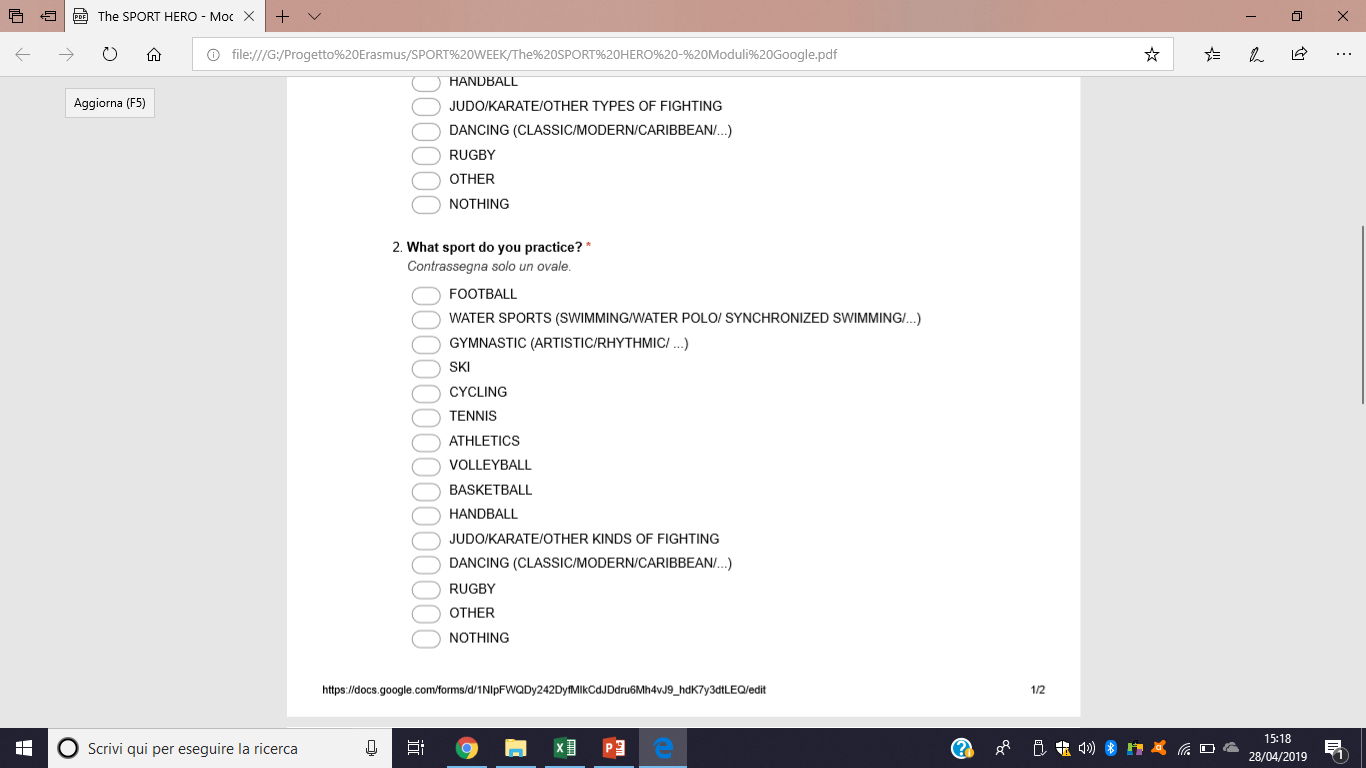 The SPORT HERO - Moc
file:///G:/Progetto%20Erasmus/SPORT%20WEEK/The%20SPORT%20HERO%20-%20Moduli%20Google.pdf
Aggiorna (F5)
HANDBALL
JUDO/KARATE/OTHER TYPES OF FIGHTING
DANCING (CLASSIC/MODERN/CARIBBEAN/...)
RUGBY
OTHER
NOTHING
2. What sport do you practice? *
Contrassegna solo un ovale.
FOOTBALL
WATER SPORTS (SWIMMING/WATER POLO/ SYNCHRONIZED SWIMMING/...)
GYMNASTIC (ARTISTIC/RHYTHMIC/ ...)
SKI
CYCLING
TENNIS
ATHLETICS
VOLLEYBALL
BASKETBALL
HANDBALL
JUDO/KARATE/OTHER KINDS OF FIGHTING
DANCING (CLASSIC/MODERN/CARIBBEAN/...)
RUGBY
OTHER
NOTHING
https://docs.google.com/forms/d/1NIpFWQDy242DyfMlkCdJDdru6Mh4vJ9_hdK7y3dtLEQ/edit 1/2
Scrivi qui per eseguire la ricerca
15:18
28/04/2019